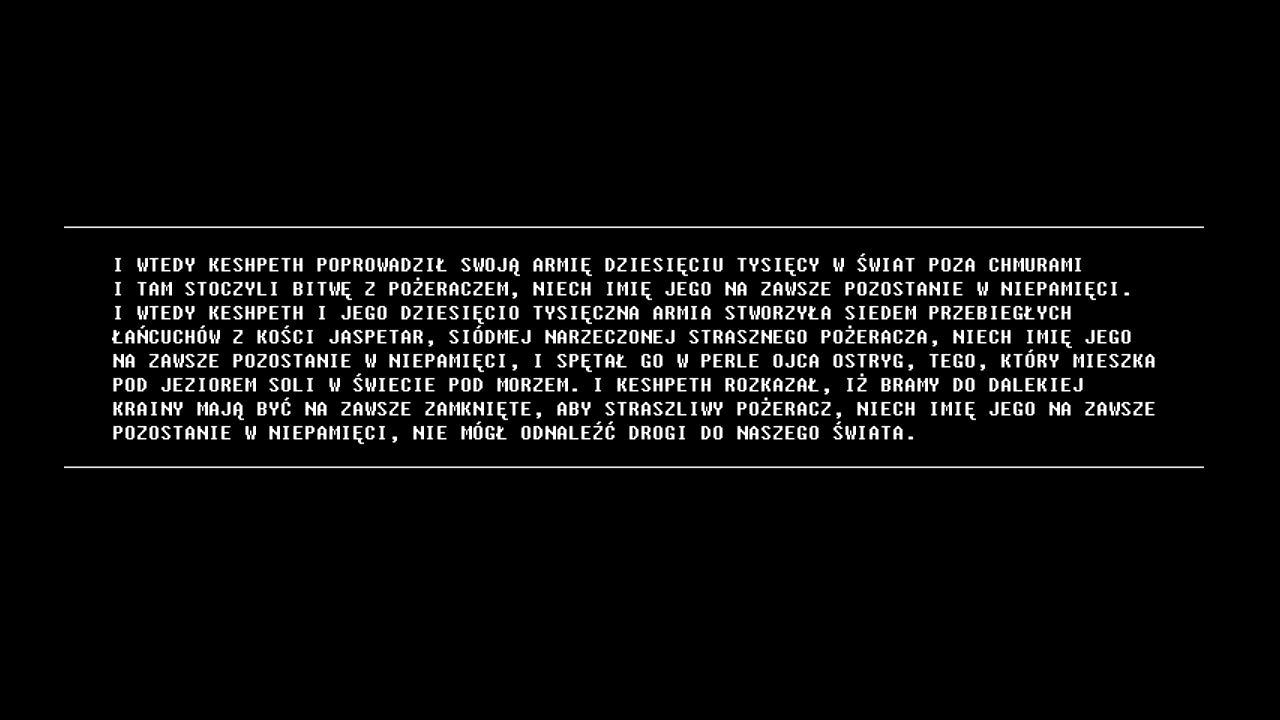 I WTEDY KESHPETH POPROWADZIŁ SWOJĄ ARMIĘ DZIESIĘCIU TYSIĘCY W ŚWIAT POZA CHMURAMI
I TAM STOCZYLI BITWĘ Z POŻERACZEM, NIECH IMIĘ JEGO NA ZAWSZE POZOSTANIE W NIEPAMIĘCI.
I WTEDY KESHPETH I JEGO DZIESIĘCIO TYSIĘCZNA ARMIA STWORZYŁA SIEDEM PRZEBIEGŁYCH
ŁAŃCUCHÓW Z KOŚCI JASPETAR, SIÓDMEJ NARZECZONEJ STRASZNEGO POŻERACZA, NIECH IMIĘ JEGO
NA ZAWSZE POZOSTANIE W NIEPAMIĘCI, I SPĘTAŁ GO W PERLE OJCA OSTRYG, TEGO, KTÓRY MIESZKA
POD JEZIOREM SOLI W ŚWIECIE POD MORZEM. I KESHPETH ROZKAZAŁ, IŻ BRAMY DO DALEKIEJ
KRAINY MAJĄ BYĆ NA ZAWSZE ZAMKNIĘTE, ABY STRASZLIWY POŻERACZ, NIECH IMIĘ JEGO NA ZAWSZE
POZOSTANIE W NIEPAMIĘCI, NIE MÓGŁ ODNALEŹĆ DROGI DO NASZEGO ŚWIATA.